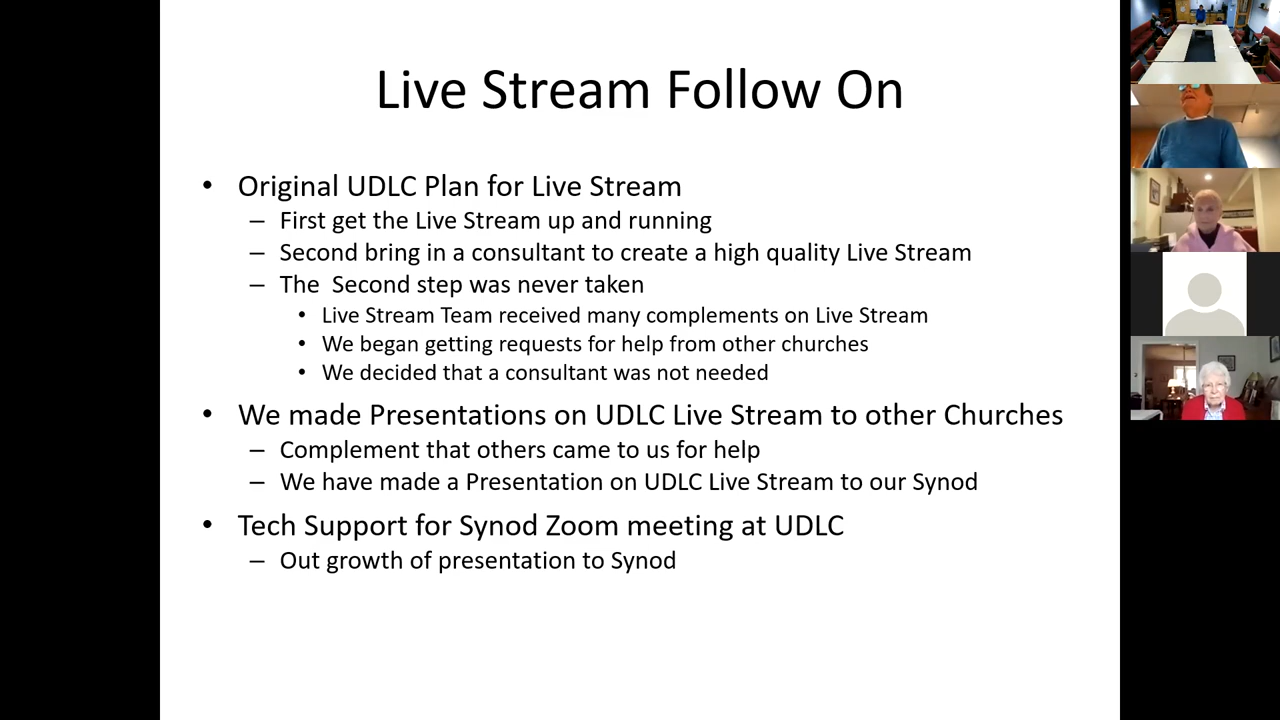 Live Stream Follow On
• Original UDLC Plan for Live Stream
– First get the Live Stream up and running
– Second bring in a consultant to create a high quality Live Stream
– The  Second step was never taken
• Live Stream Team received many complements on Live Stream
• We began getting requests for help from other churches
• We decided that a consultant was not needed
• We made Presentations on UDLC Live Stream to other Churches
– Complement that others came to us for help
– We have made a Presentation on UDLC Live Stream to our Synod
• Tech Support for Synod Zoom meeting at UDLC
– Out growth of presentation to Synod